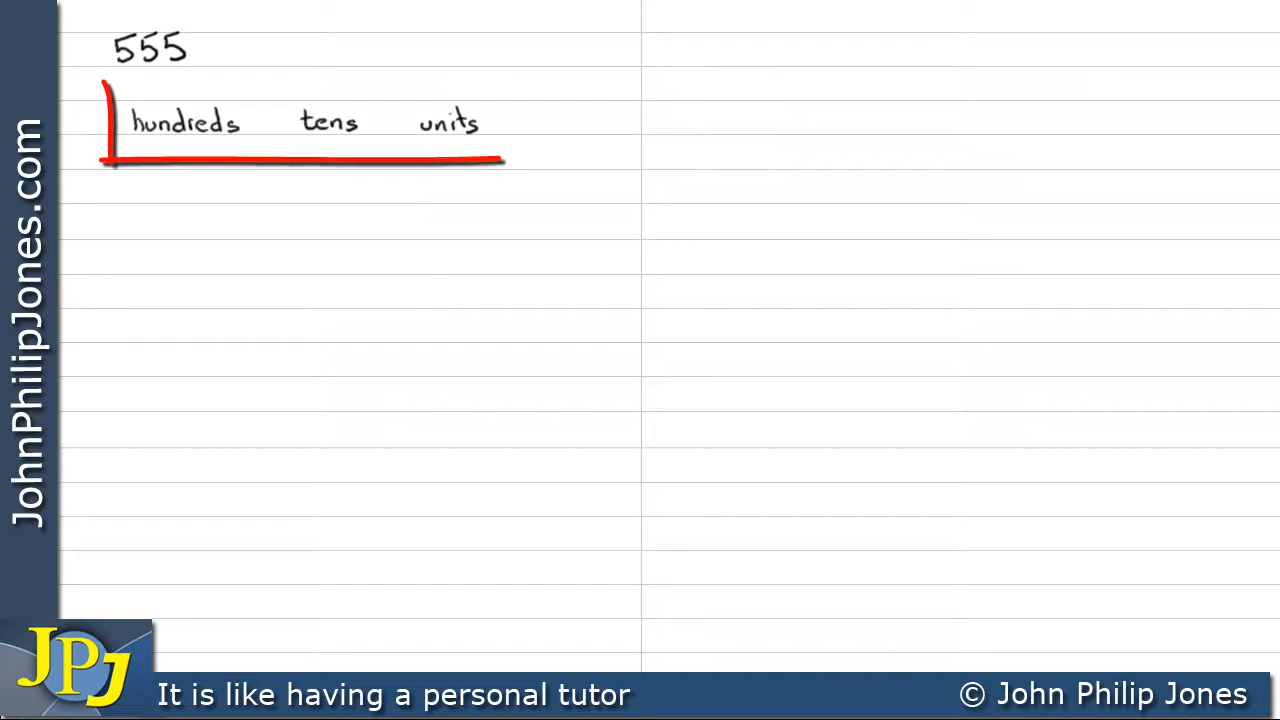 555
hundreds tens units
JohnPhilipJones.com
JPJ
It is like having a personal tutor
© John Philip Jones